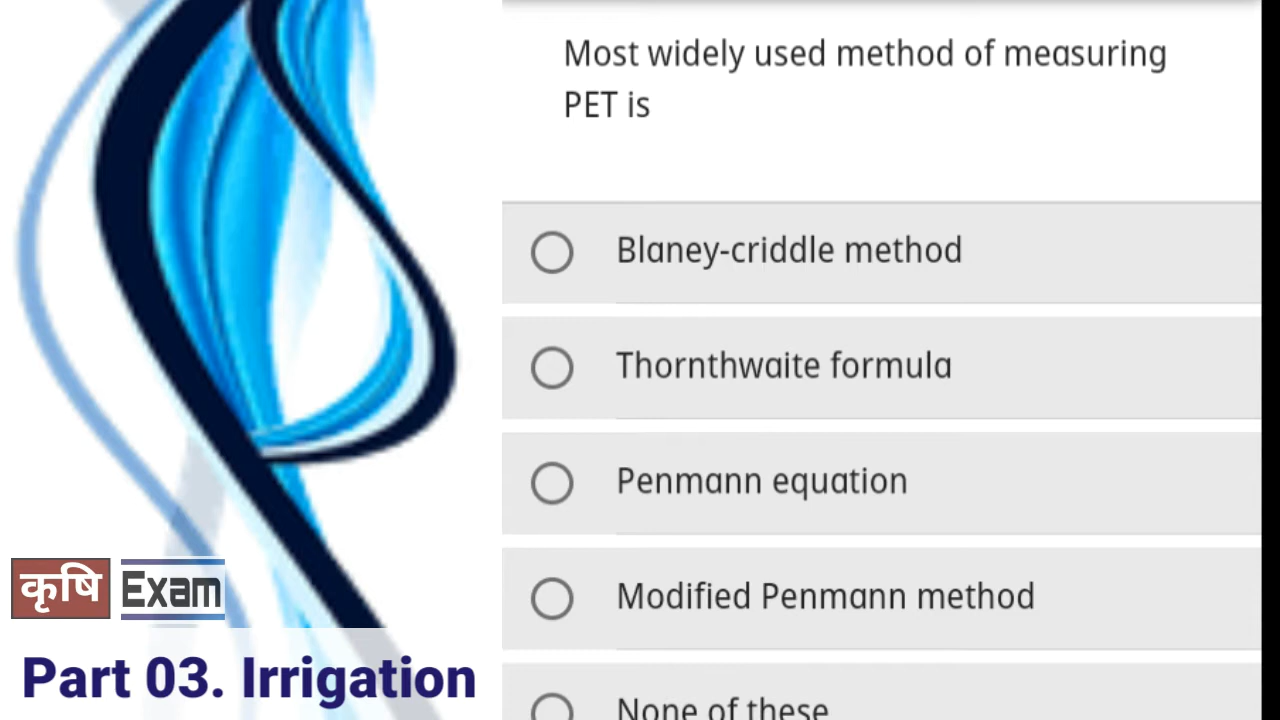 Most widely used method of measuring
PET is
Blaney-criddle method
Thornthwaite formula
Penmann equation
Modified Penmann method
None of these
कृषि Exam
Part 03. Irrigation